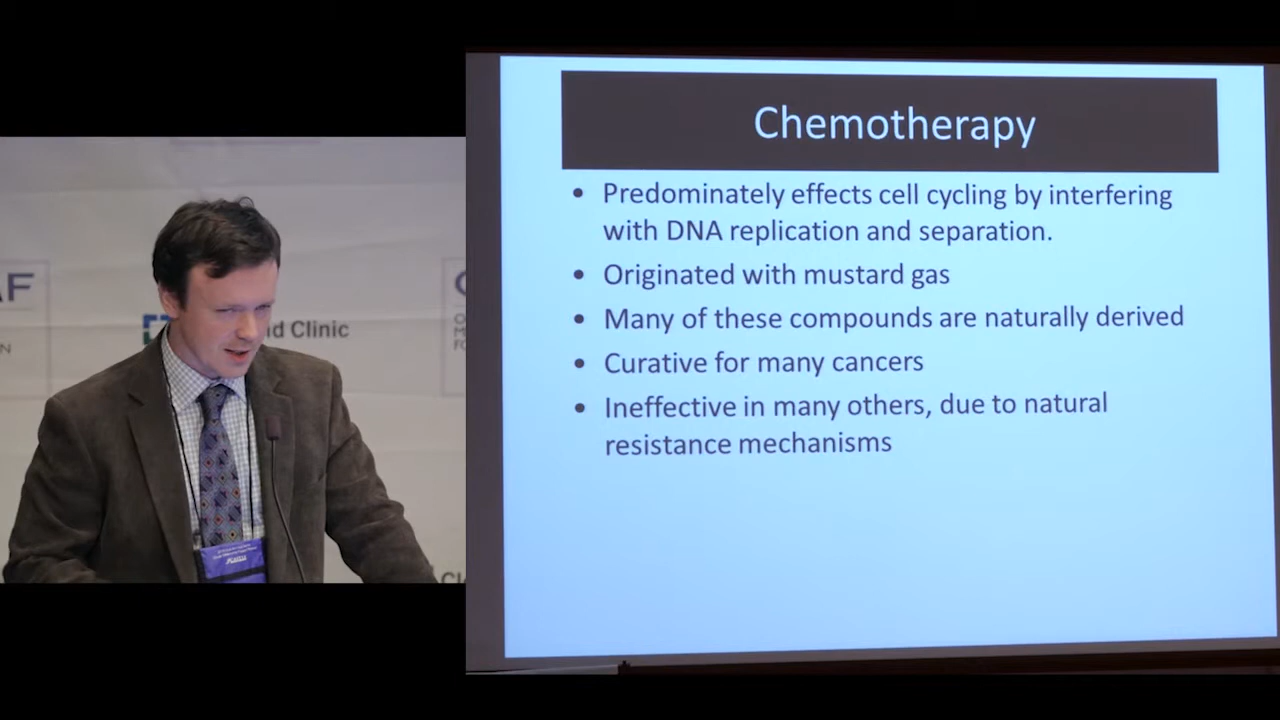 Chemotherapy
• Predominately effects cell cycling by interfering
with DNA replication and separation.
• Originated with mustard gas
• Many of these compounds are naturally derived
• Curative for many cancers
• Ineffective in many others, due to natural
resistance mechanisms
AF
nd Clinic